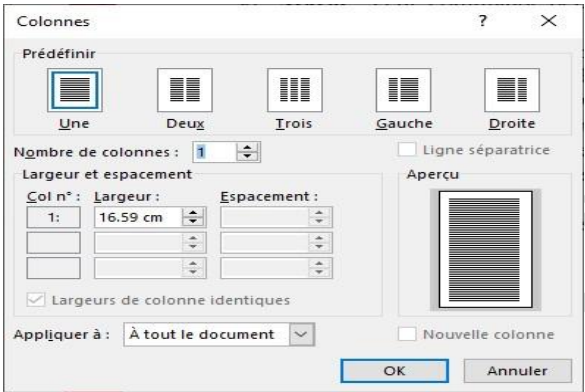 Colonnes ? ✕
Prédéfinir
Une Deux Trois Gauche Droite
Nombre de colonnes : 1 Ligne séparatrice
Largeur et espacement Aperçu
Col n° : Largeur : Espacement :
1: 16.59 cm
Largeurs de colonne identiques
Appliquer à : À tout le document Nouvelle colonne
OK Annuler